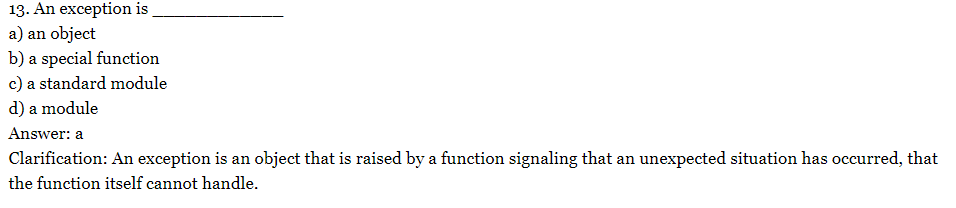 13. An exception is _______________
a) an object
b) a special function
c) a standard module
d) a module
Answer: a
Clarification: An exception is an object that is raised by a function signaling that an unexpected situation has occurred, that
the function itself cannot handle.